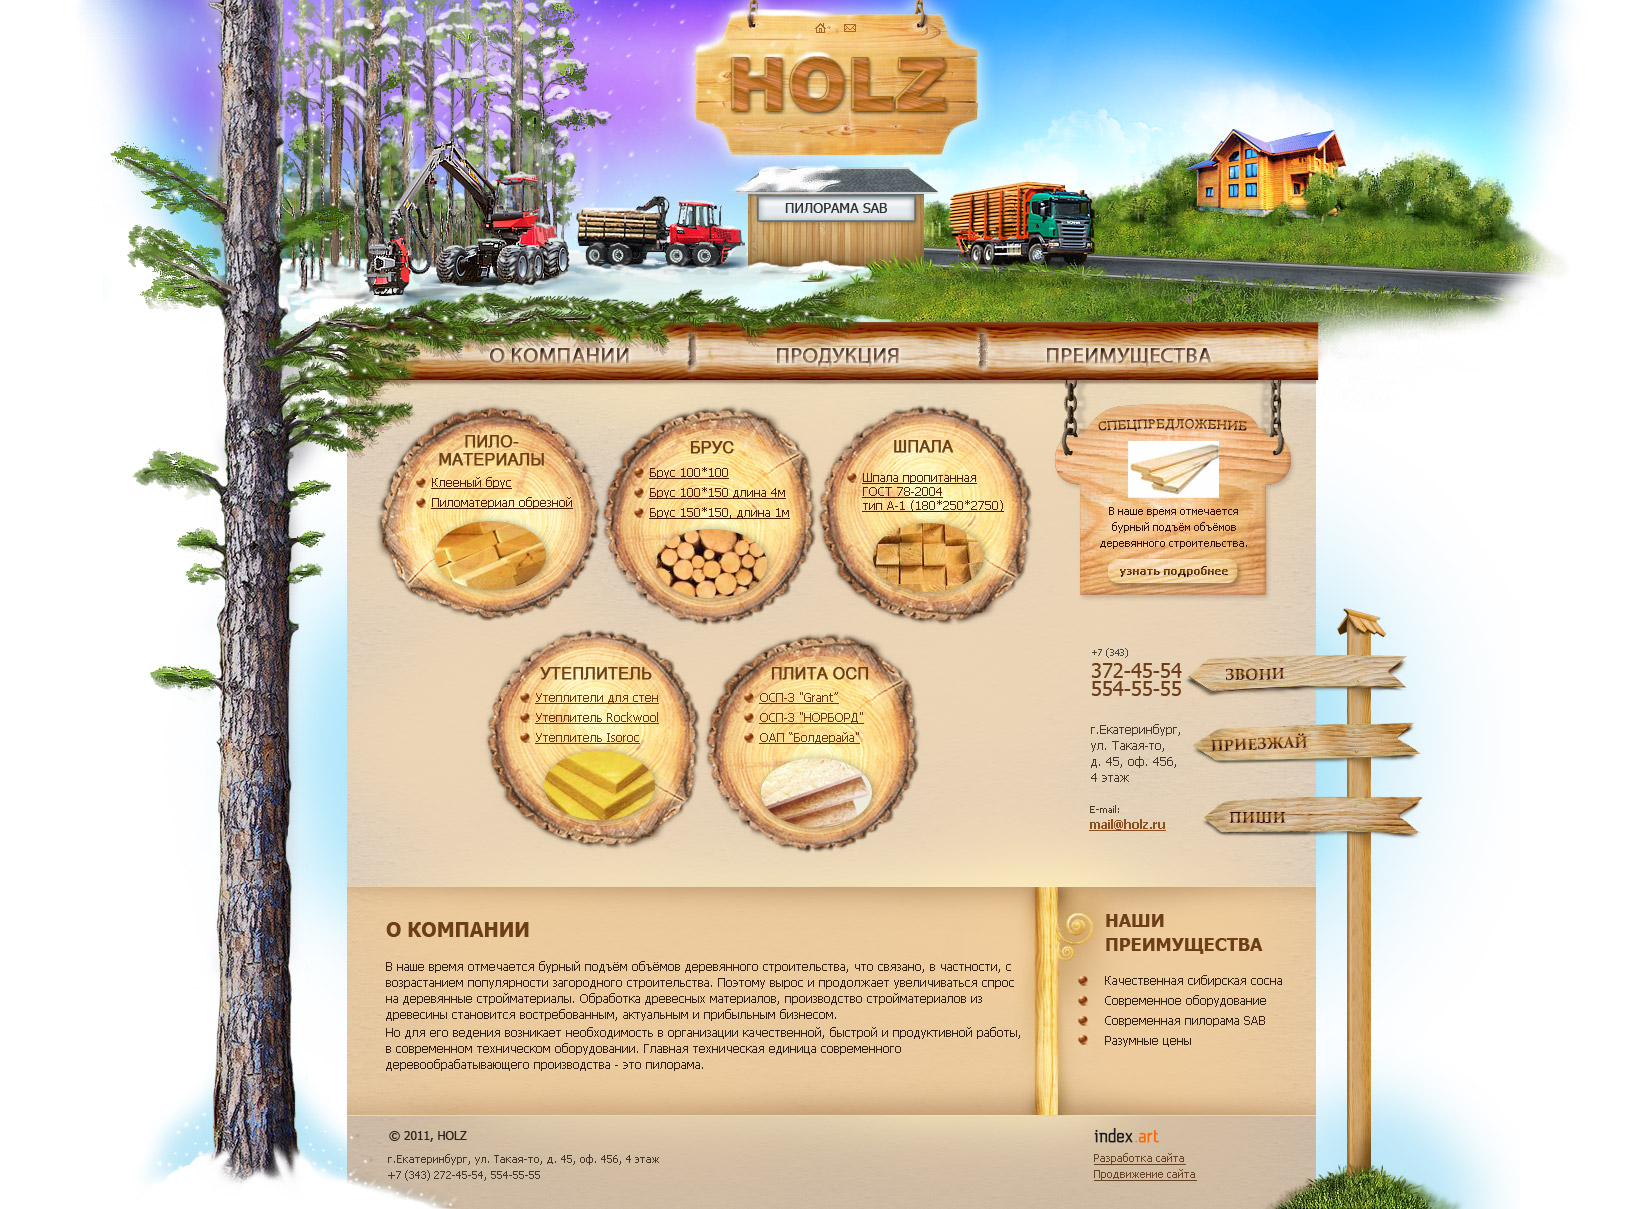 HOLZ
ПИЛОРАМА SAB
О КОМПАНИИ
ПРОДУКЦИЯ
ПРЕИМУЩЕСТВА
ПИЛО-
МАТЕРИАЛЫ
Клееный брус
Пиломатериал обрезной
БРУС
Брус 100*100
Брус 100*150 длина 4м
Брус 150*150, длина 1м
ШПАЛА
Шпала пропитанная
ГОСТ 78-2004
тип А-1 (180*250*2750)
СПЕЦПРЕДЛОЖЕНИЕ
В наше время отмечается
бурный подъём объёмов
деревянного строительства.
узнать подробнее
УТЕПЛИТЕЛЬ
Утеплители для стен
Утеплитель Rockwool
Утеплитель Isoroc
ПЛИТА ОСП
ОСП-3 "Grant"
ОСП-3 "НОРБОРД"
ОАП "Болдерайа"
+7 (343)
372-45-54
554-55-55
ЗВОНИ
г.Екатеринбург,
ул. Такая-то,
д. 45, оф. 456,
4 этаж
ПРИЕЗЖАЙ
E-mail:
mail@holz.ru
ПИШИ
О КОМПАНИИ
В наше время отмечается бурный подъём объёмов деревянного строительства, что связано, в частности, с
возрастанием популярности загородного строительства. Поэтому вырос и продолжает увеличиваться спрос
на деревянные стройматериалы. Обработка древесных материалов, производство стройматериалов из
древесины становится востребованным, актуальным и прибыльным бизнесом.
Но для его ведения возникает необходимость в организации качественной, быстрой и продуктивной работы,
в современном техническом оборудовании. Главная техническая единица современного
деревообрабатывающего производства - это пилорама.
НАШИ
ПРЕИМУЩЕСТВА
Качественная сибирская сосна
Современное оборудование
Современная пилорама SAB
Разумные цены
© 2011, HOLZ
г.Екатеринбург, ул. Такая-то, д. 45, оф. 456, 4 этаж
+7 (343) 272-45-54, 554-55-55
index.art
Разработка сайта
Продвижение сайта